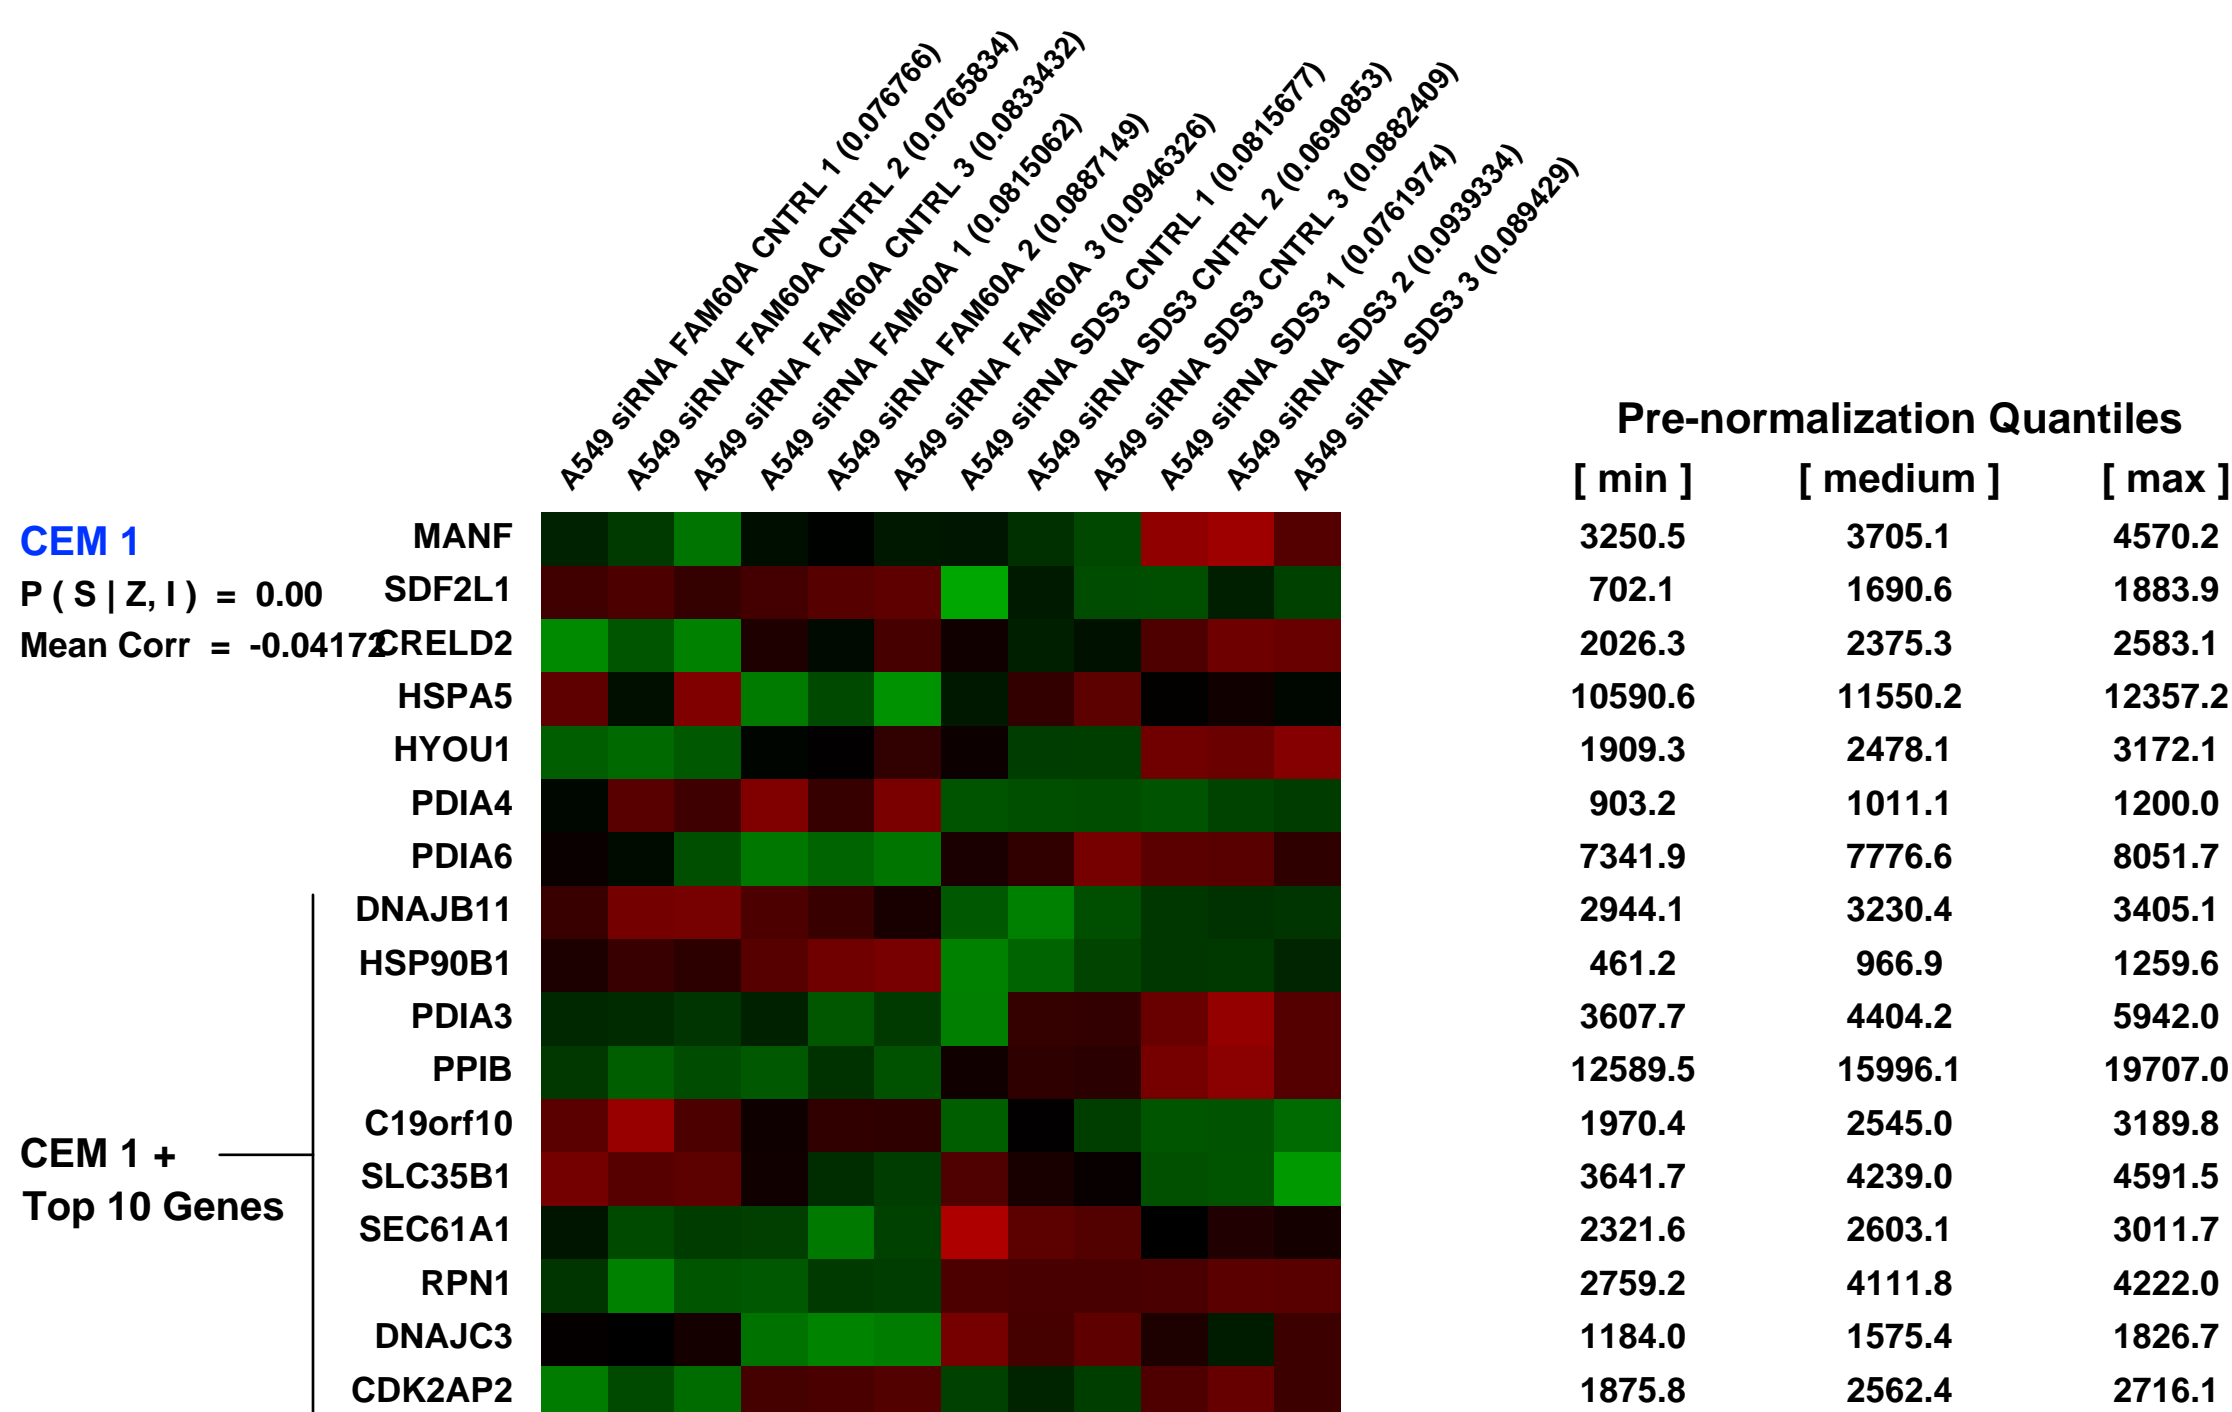 A549 siRNA FAM60A CNTRL 1 (0.076766)
A549 siRNA FAM60A CNTRL 2 (0.0765834)
A549 siRNA FAM60A CNTRL 3 (0.0833432)
A549 siRNA FAM60A 1 (0.0815062)
A549 siRNA FAM60A 2 (0.0887149)
A549 siRNA FAM60A 3 (0.0946326)
A549 siRNA SDS3 CNTRL 1 (0.0815677)
A549 siRNA SDS3 CNTRL 2 (0.0690853)
A549 siRNA SDS3 CNTRL 3 (0.0882409)
A549 siRNA SDS3 1 (0.0761974)
A549 siRNA SDS3 2 (0.0939334)
A549 siRNA SDS3 3 (0.089429)
Pre-normalization Quantiles
[ min ] [ medium ] [ max ]
CEM 1
P ( S | Z, I ) = 0.00
Mean Corr = -0.04172
MANF 3250.5 3705.1 4570.2
SDF2L1 702.1 1690.6 1883.9
CRELD2 2026.3 2375.3 2583.1
HSPA5 10590.6 11550.2 12357.2
HYOU1 1909.3 2478.1 3172.1
PDIA4 903.2 1011.1 1200.0
PDIA6 7341.9 7776.6 8051.7
DNAJB11 2944.1 3230.4 3405.1
HSP90B1 461.2 966.9 1259.6
PDIA3 3607.7 4404.2 5942.0
PPIB 12589.5 15996.1 19707.0
C19orf10 1970.4 2545.0 3189.8
SLC35B1 3641.7 4239.0 4591.5
SEC61A1 2321.6 2603.1 3011.7
RPN1 2759.2 4111.8 4222.0
DNAJC3 1184.0 1575.4 1826.7
CDK2AP2 1875.8 2562.4 2716.1
CEM 1 +
Top 10 Genes